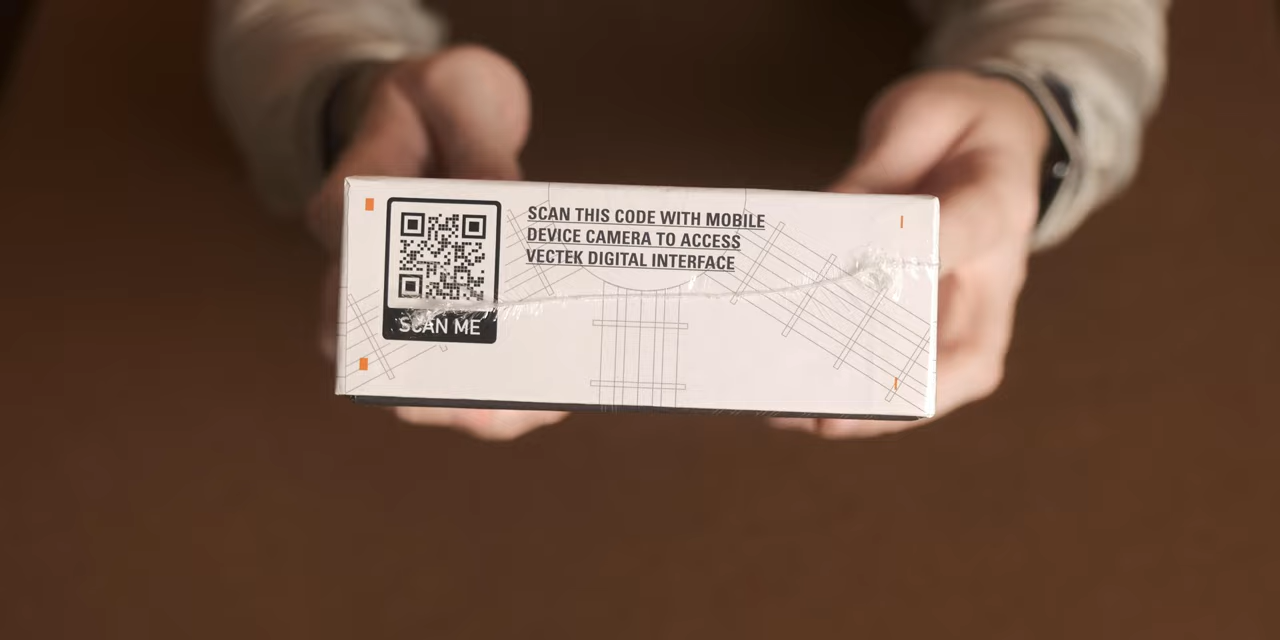 SCAN THIS CODE WITH MOBILE
DEVICE CAMERA TO ACCESS
VECTEK DIGITAL INTERFACE
SCAN ME